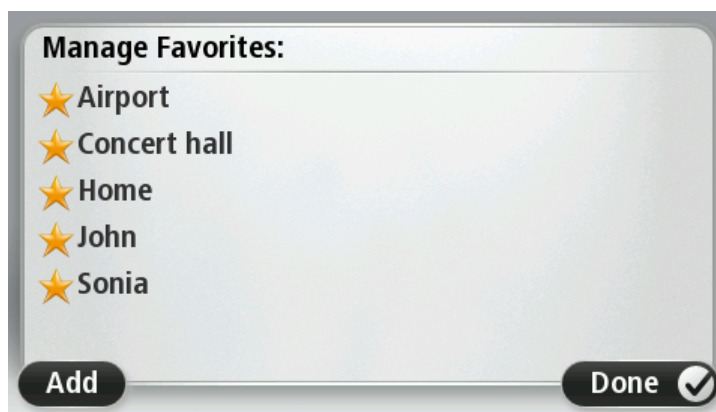 Manage Favorites:
Airport
Concert hall
Home
John
Sonia
Add
Done